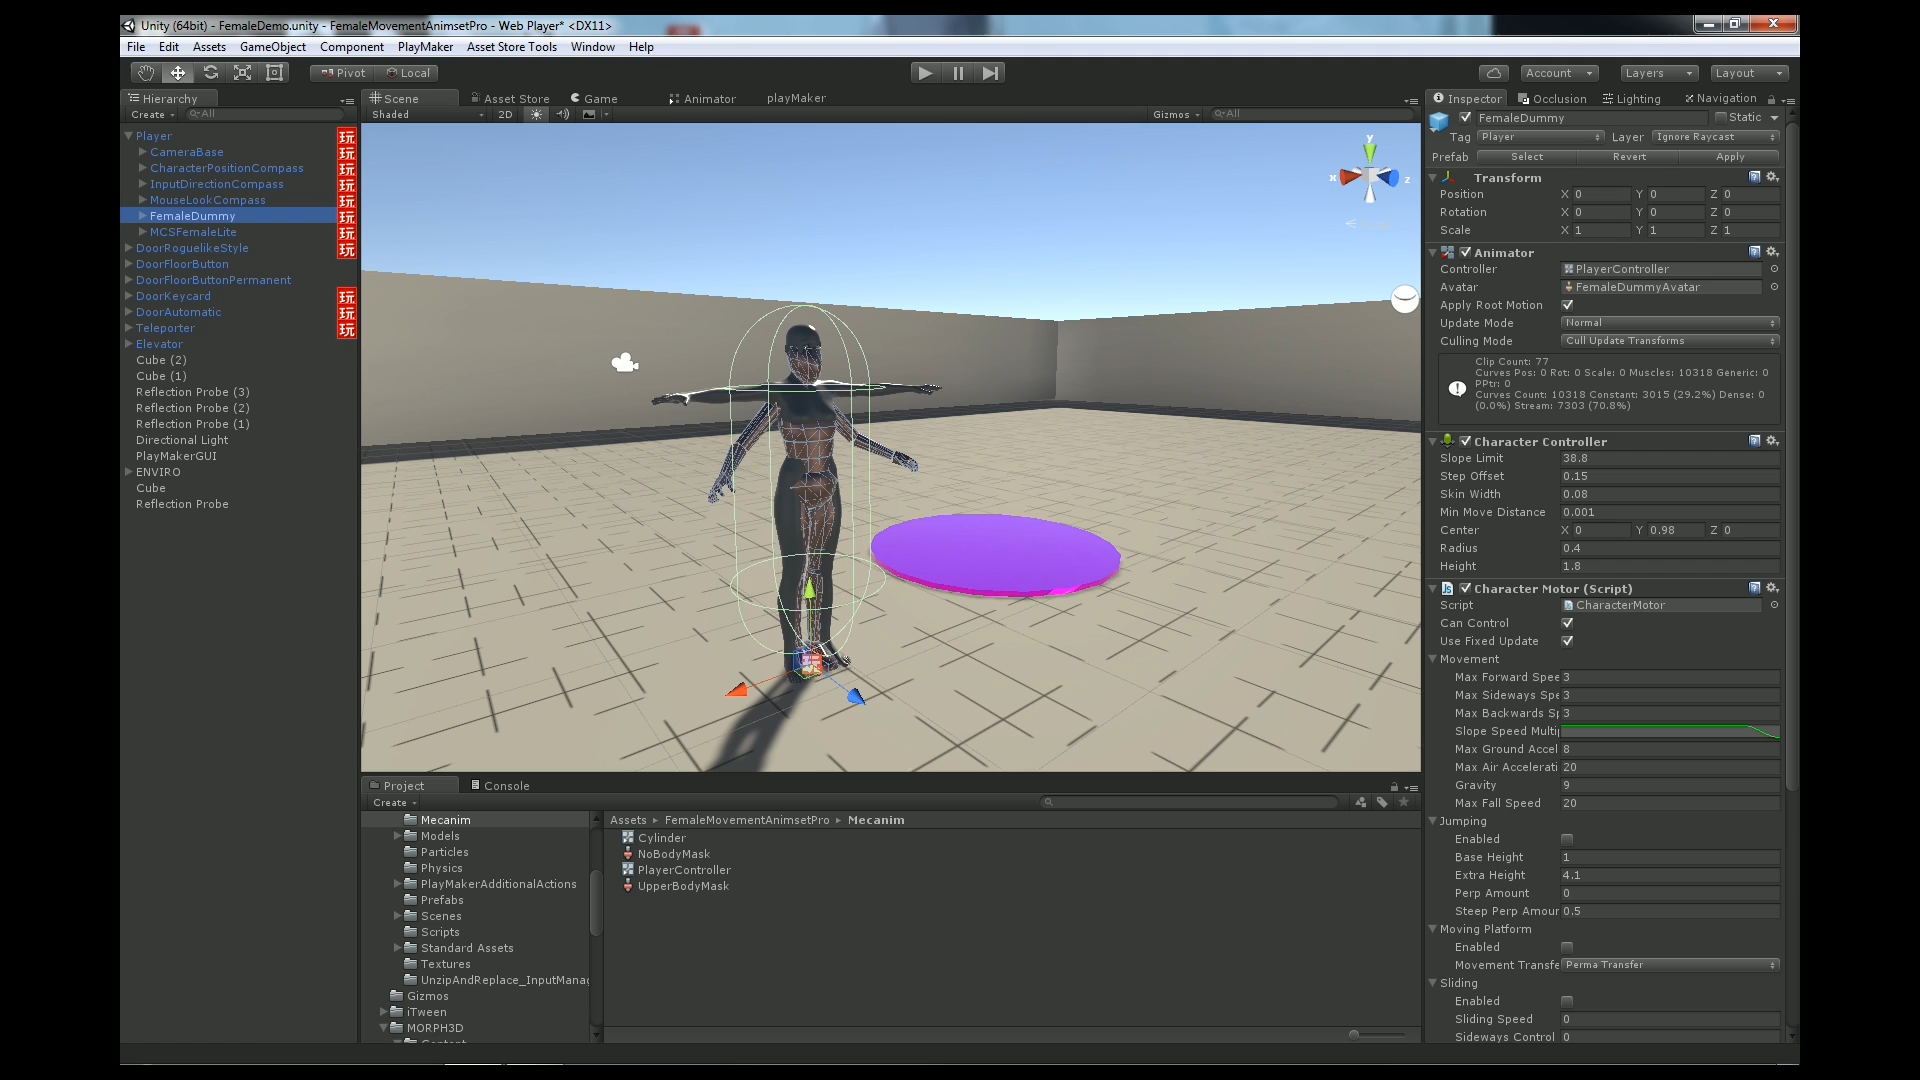 Unity (64bit) - FemaleDemo.unity - FemaleMovementAnimsetPro - Web Player* <DX11>
File Edit Assets GameObject Component PlayMaker Asset Store Tools Window Help
Pivot Local Account Layers Layout
Hierarchy Scene Asset Store Game Animator playMaker Inspector Occlusion Lighting Navigation
Create All Shaded 2D Gizmos All
Player 玩
CameraBase 玩
CharacterPositionCompass 玩
InputDirectionCompass 玩
MouseLookCompass 玩
FemaleDummy 玩
MCSFemaleLite 玩
DoorRoguelikeStyle 玩
DoorFloorButton
DoorFloorButtonPermanent
DoorKeycard 玩
DoorAutomatic 玩
Teleporter 玩
Elevator
Cube (2)
Cube (1)
Reflection Probe (3)
Reflection Probe (2)
Reflection Probe (1)
Directional Light
PlayMakerGUI
ENVIRO
Cube
Reflection Probe
y
x z
Project Console
Create
Mecanim
Models
Particles
Physics
PlayMakerAdditionalActions
Prefabs
Scenes
Scripts
Standard Assets
Textures
UnzipAndReplace_InputManag
Gizmos
iTween
MORPH3D
Assets FemaleMovementAnimsetPro Mecanim
Cylinder
NoBodyMask
PlayerController
UpperBodyMask
FemaleDummy Static
Tag Player Layer Ignore Raycast
Prefab Select Revert Apply
Transform
Position X 0 Y 0 Z 0
Rotation X 0 Y 0 Z 0
Scale X 1 Y 1 Z 1
Animator
Controller PlayerController
Avatar FemaleDummyAvatar
Apply Root Motion
Update Mode Normal
Culling Mode Cull Update Transforms
Clip Count: 77
Curves Pos: 0 Rot: 0 Scale: 0 Muscles: 10318 Generic: 0
PPtr: 0
Curves Count: 10318 Constant: 3015 (29.2%) Dense: 0
(0.0%) Stream: 7303 (70.8%)
Character Controller
Slope Limit 38.8
Step Offset 0.15
Skin Width 0.08
Min Move Distance 0.001
Center X 0 Y 0.98 Z 0
Radius 0.4
Height 1.8
Character Motor (Script)
Script CharacterMotor
Can Control
Use Fixed Update
Movement
Max Forward Spee 3
Max Sideways Spe 3
Max Backwards Sp 3
Slope Speed Multip
Max Ground Accel 8
Max Air Accelerati 20
Gravity 9
Max Fall Speed 20
Jumping
Enabled
Base Height 1
Extra Height 4.1
Perp Amount 0
Steep Perp Amour 0.5
Moving Platform
Enabled
Movement Transfe Perma Transfer
Sliding
Enabled
Sliding Speed 0
Sideways Control 0